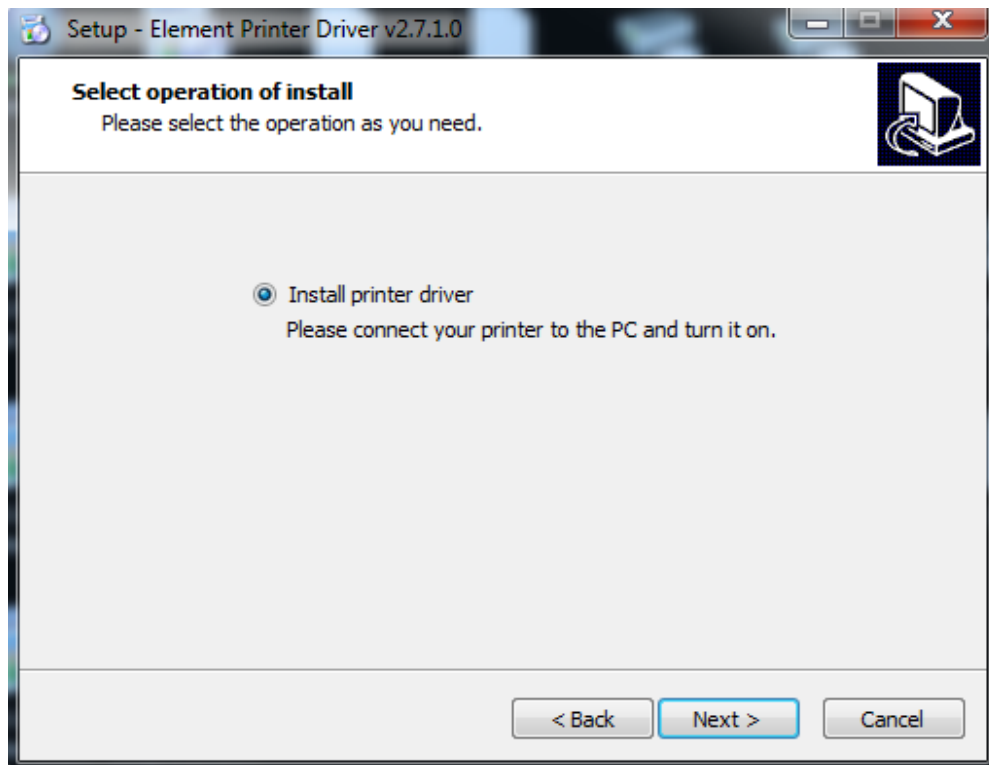 Setup - Element Printer Driver v2.7.1.0
Select operation of install
Please select the operation as you need.
Install printer driver
Please connect your printer to the PC and turn it on.
< Back Next > Cancel